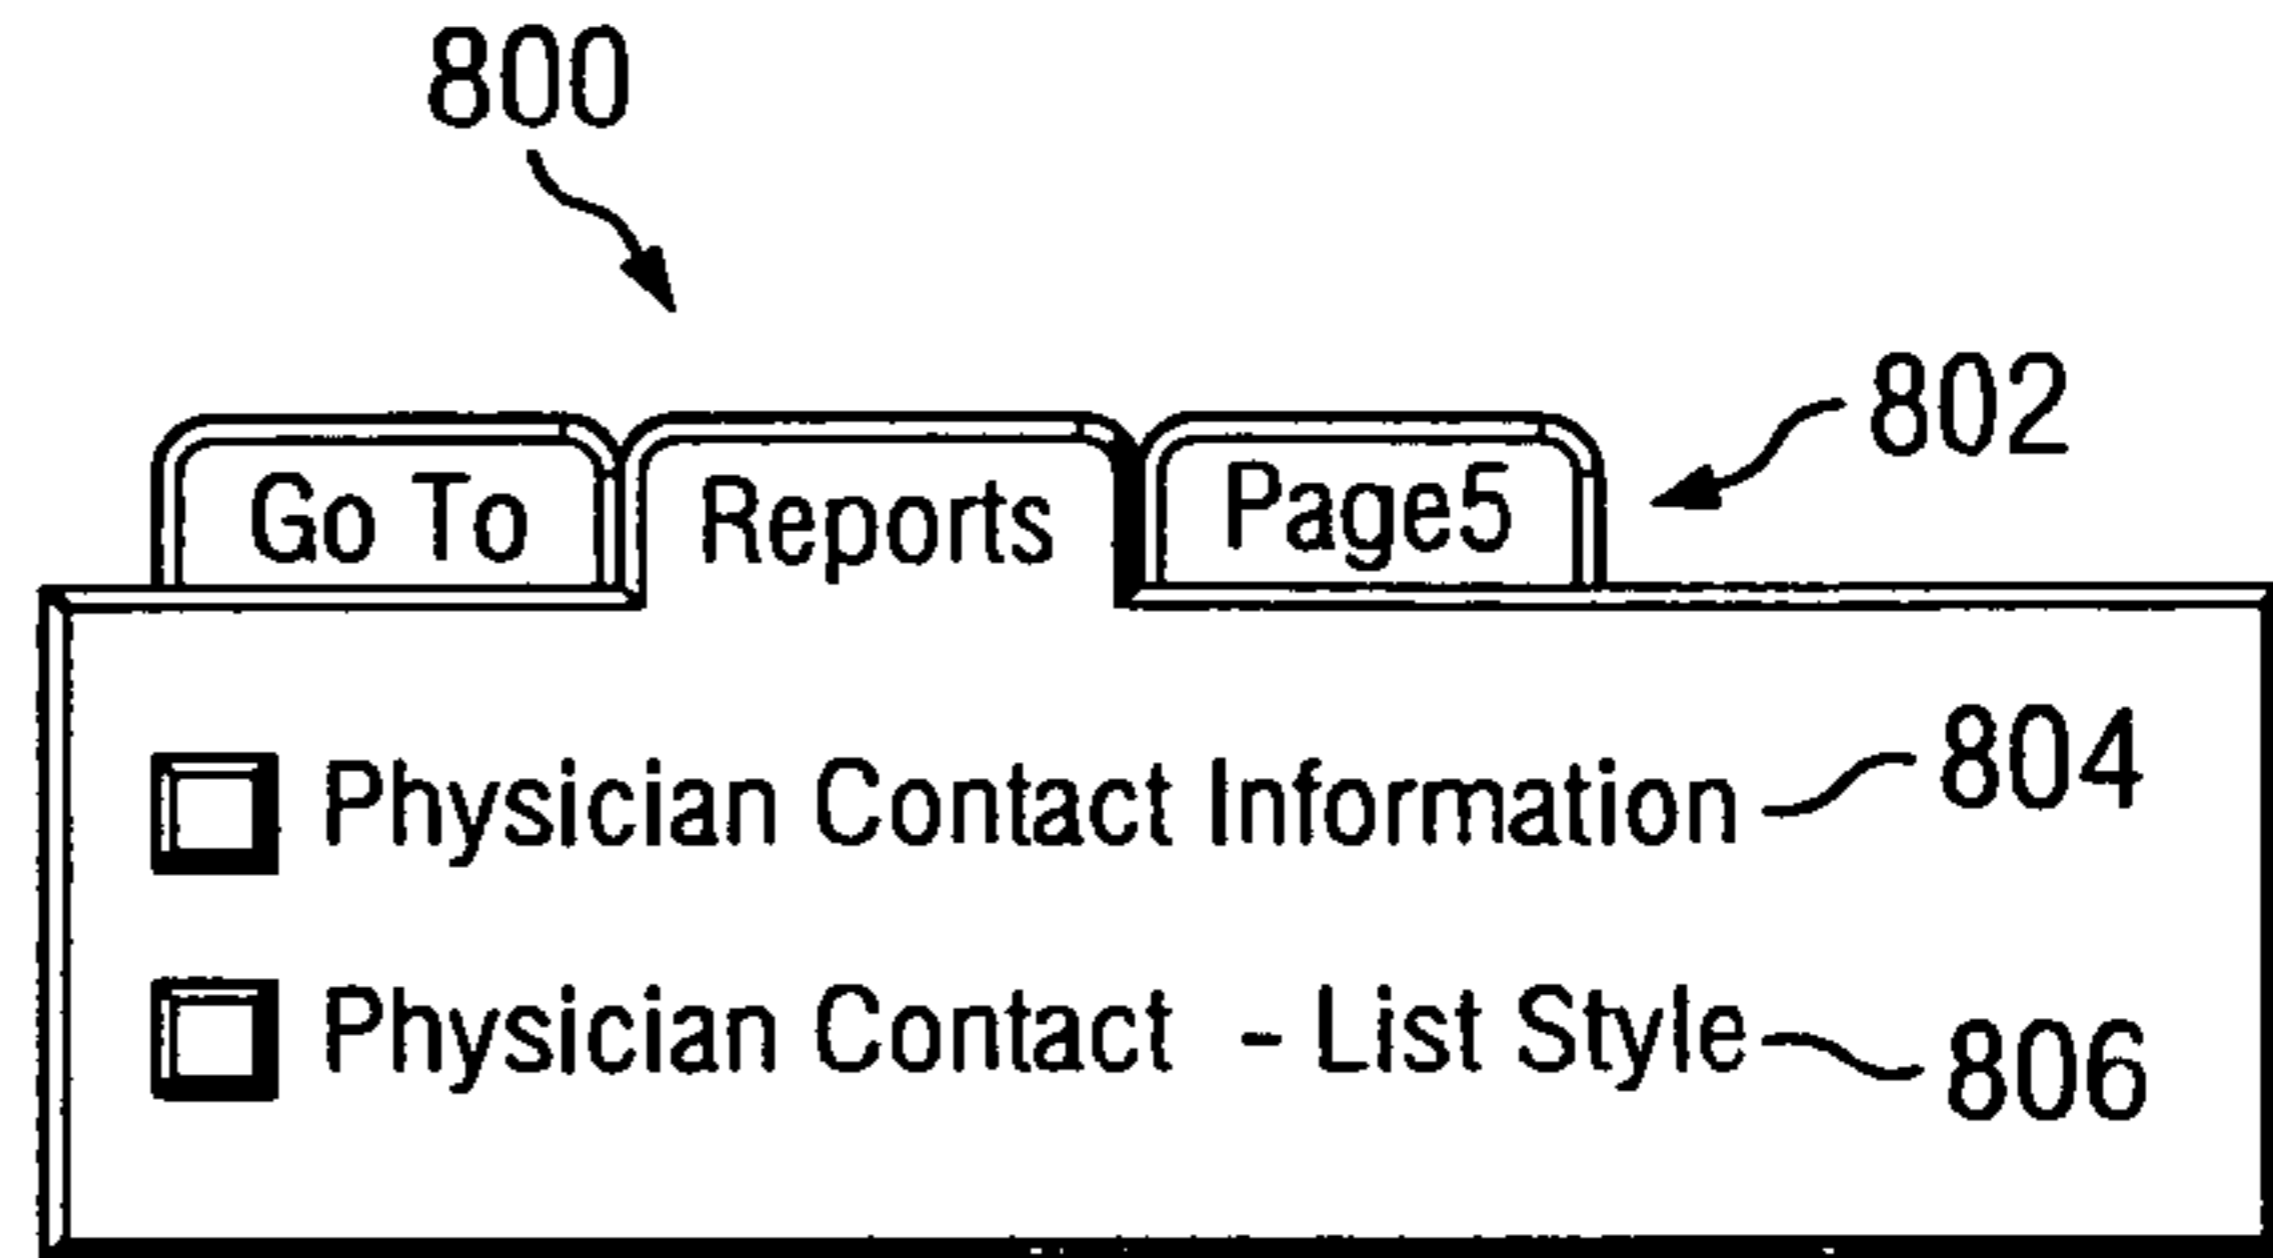 800
802
Go To Reports Page5
Physician Contact Information 804
Physician Contact - List Style 806